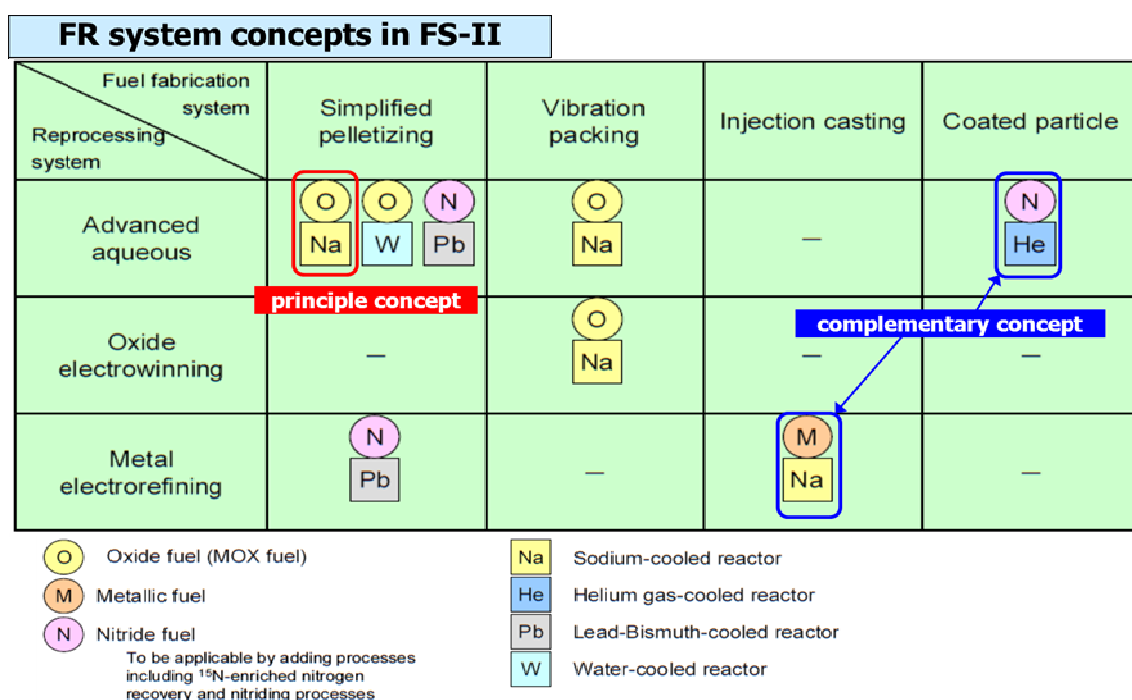 FR system concepts in FS-II
Fuel fabrication
system
Reprocessing
system
Simplified
pelletizing
Vibration
packing
Injection casting
Coated particle
Advanced
aqueous
O
Na
O
W
N
Pb
O
Na
–
N
He
principle concept
complementary concept
Oxide
electrowinning
–
O
Na
–
–
Metal
electrorefining
N
Pb
–
M
Na
–
O Oxide fuel (MOX fuel)
M Metallic fuel
N Nitride fuel
To be applicable by adding processes
including ¹⁵N-enriched nitrogen
recovery and nitriding processes
Na Sodium-cooled reactor
He Helium gas-cooled reactor
Pb Lead-Bismuth-cooled reactor
W Water-cooled reactor